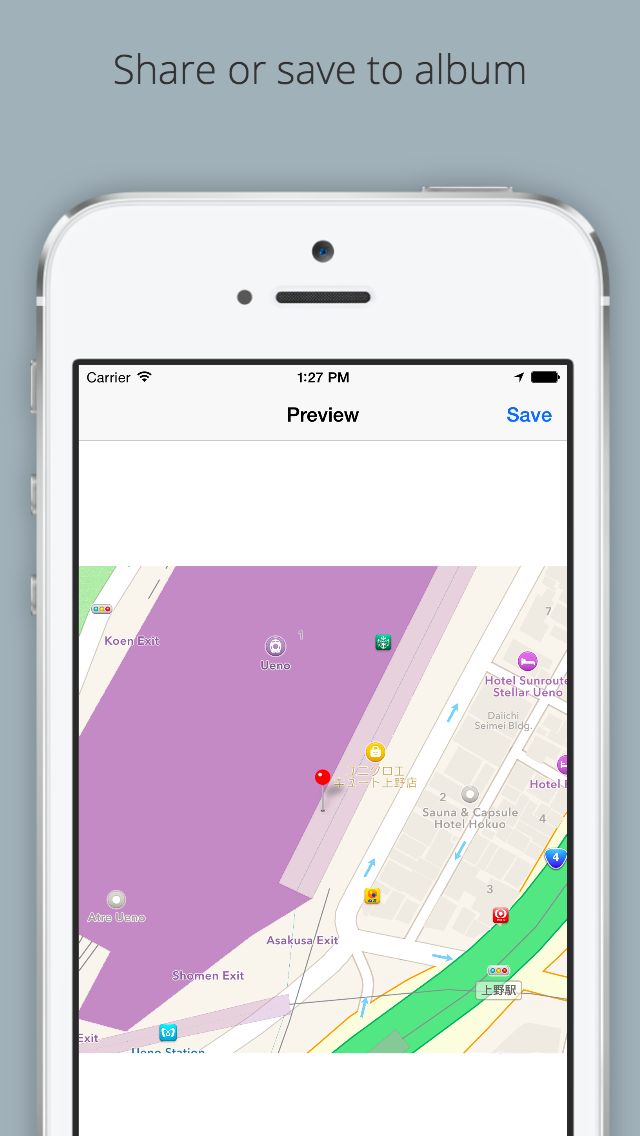 Share or save to album
Carrier
1:27 PM
Preview
Save
7
Koen Exit
1
Ueno
Hotel Sunroute
Stellar Ueno
Daiichi
Seimei Bldg.
ユニクロエ
キュート上野店
Hotel
2
Sauna & Capsule
Hotel Hokuo
4
4
3
Atre Ueno
Asakusa Exit
Shomen Exit
上野駅
Exit
Ueno Station